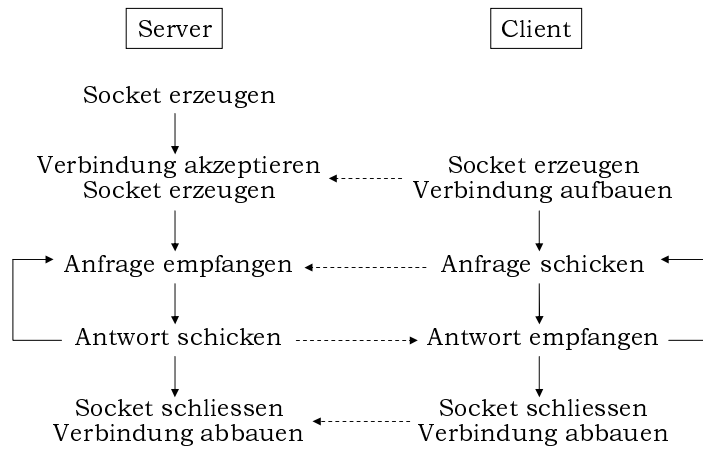 Server
Client
Socket erzeugen
Verbindung akzeptieren
Socket erzeugen
Socket erzeugen
Verbindung aufbauen
Anfrage empfangen
Anfrage schicken
Antwort schicken
Antwort empfangen
Socket schliessen
Verbindung abbauen
Socket schliessen
Verbindung abbauen